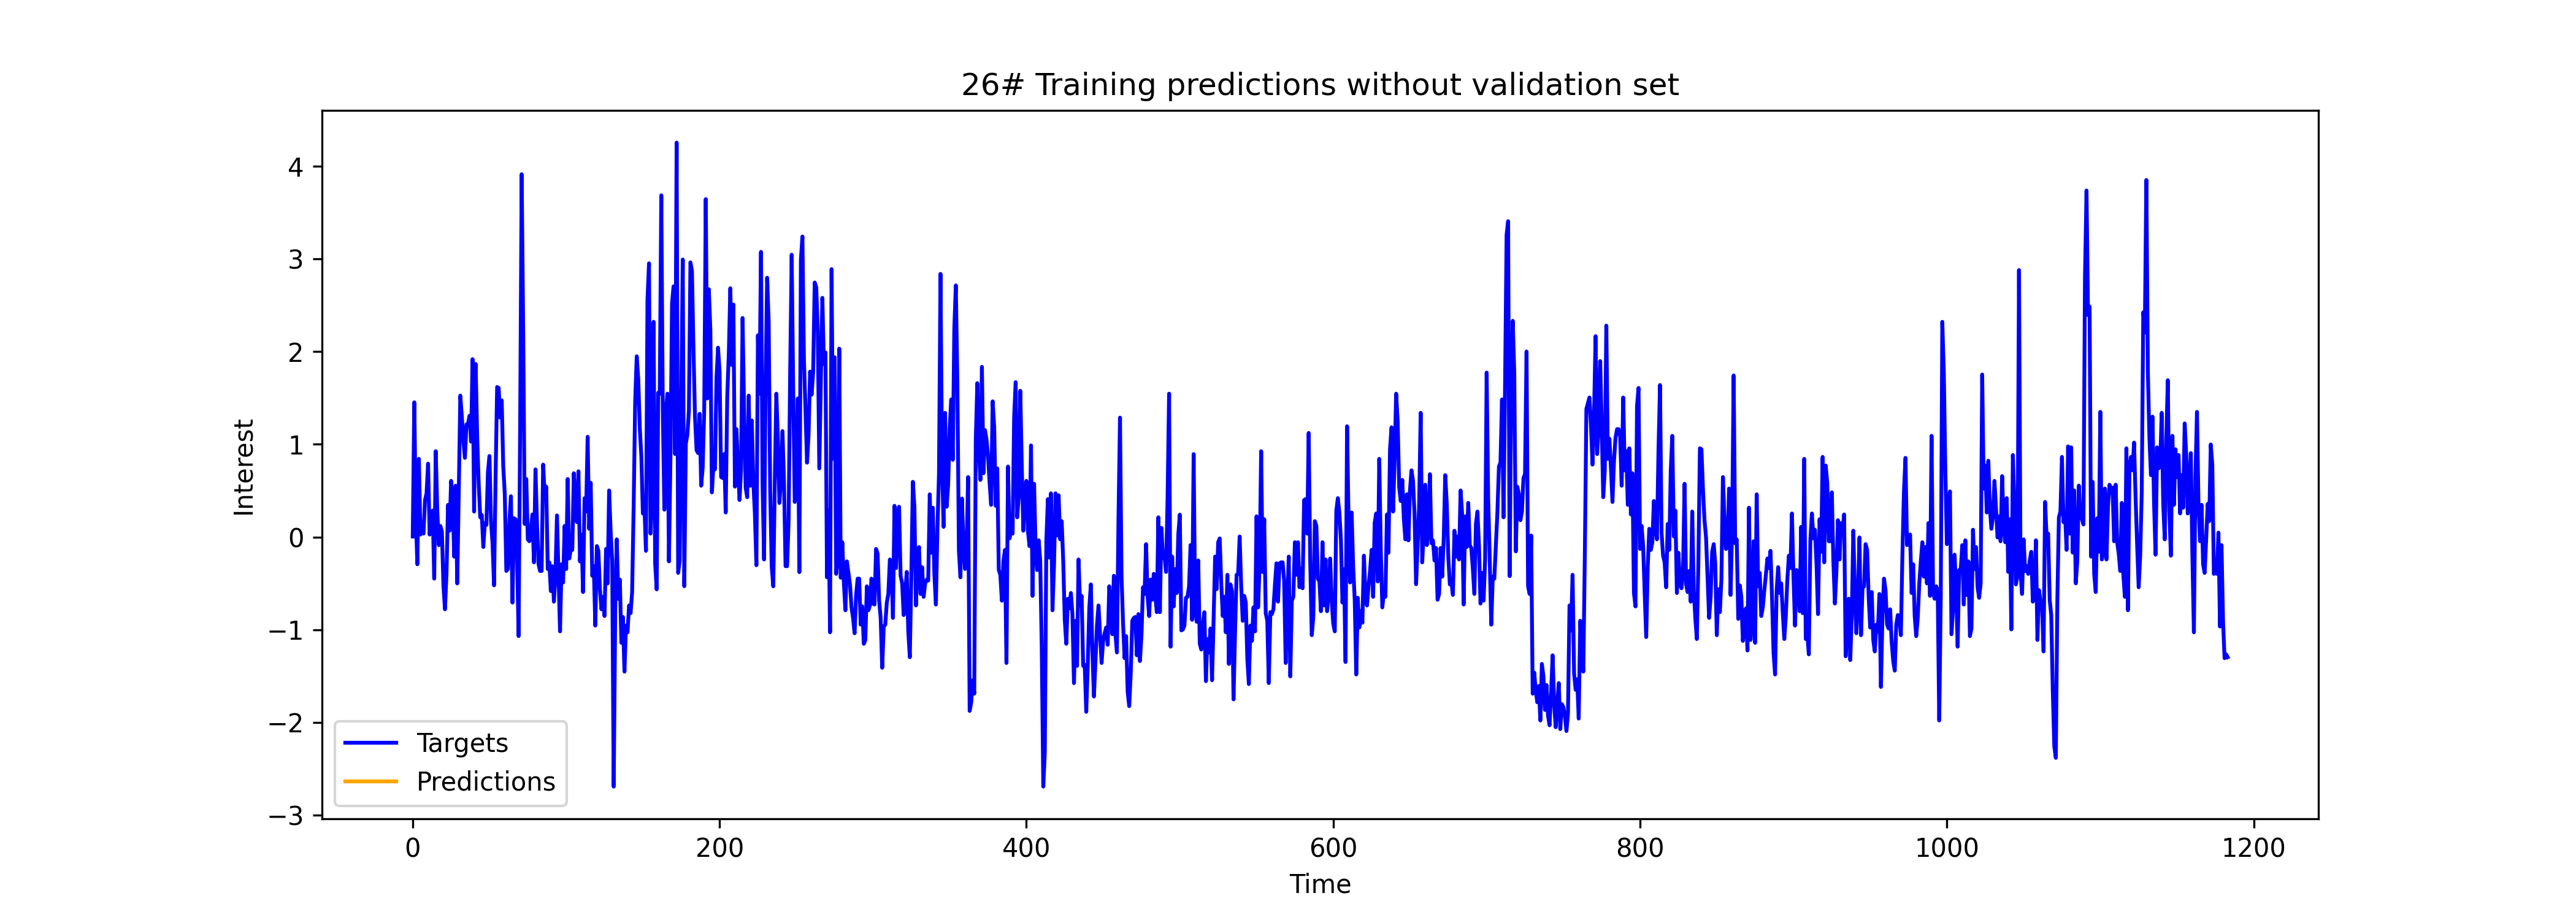 26# Training predictions without validation set
4
3
2
1
0
−1
−2
−3
Interest
Targets
Predictions
0 200 400 600 800 1000 1200
Time